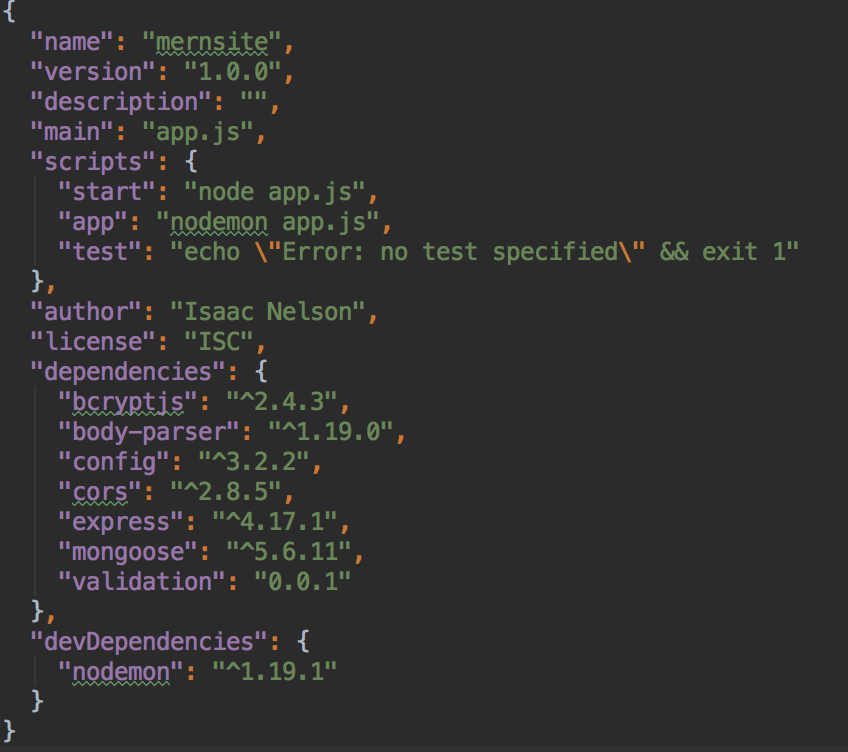 {
  "name": "mernsite",
  "version": "1.0.0",
  "description": "",
  "main": "app.js",
  "scripts": {
    "start": "node app.js",
    "app": "nodemon app.js",
    "test": "echo \"Error: no test specified\" && exit 1"
  },
  "author": "Isaac Nelson",
  "license": "ISC",
  "dependencies": {
    "bcryptjs": "^2.4.3",
    "body-parser": "^1.19.0",
    "config": "^3.2.2",
    "cors": "^2.8.5",
    "express": "^4.17.1",
    "mongoose": "^5.6.11",
    "validation": "0.0.1"
  },
  "devDependencies": {
    "nodemon": "^1.19.1"
  }
}